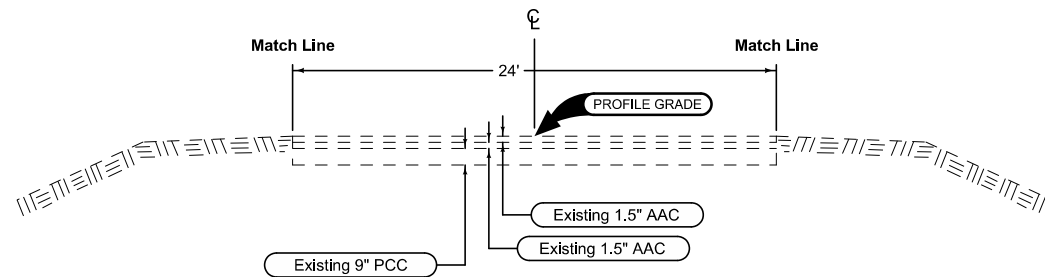 ℄
Match Line
Match Line
24'
PROFILE GRADE
Existing 1.5" AAC
Existing 1.5" AAC
Existing 9" PCC